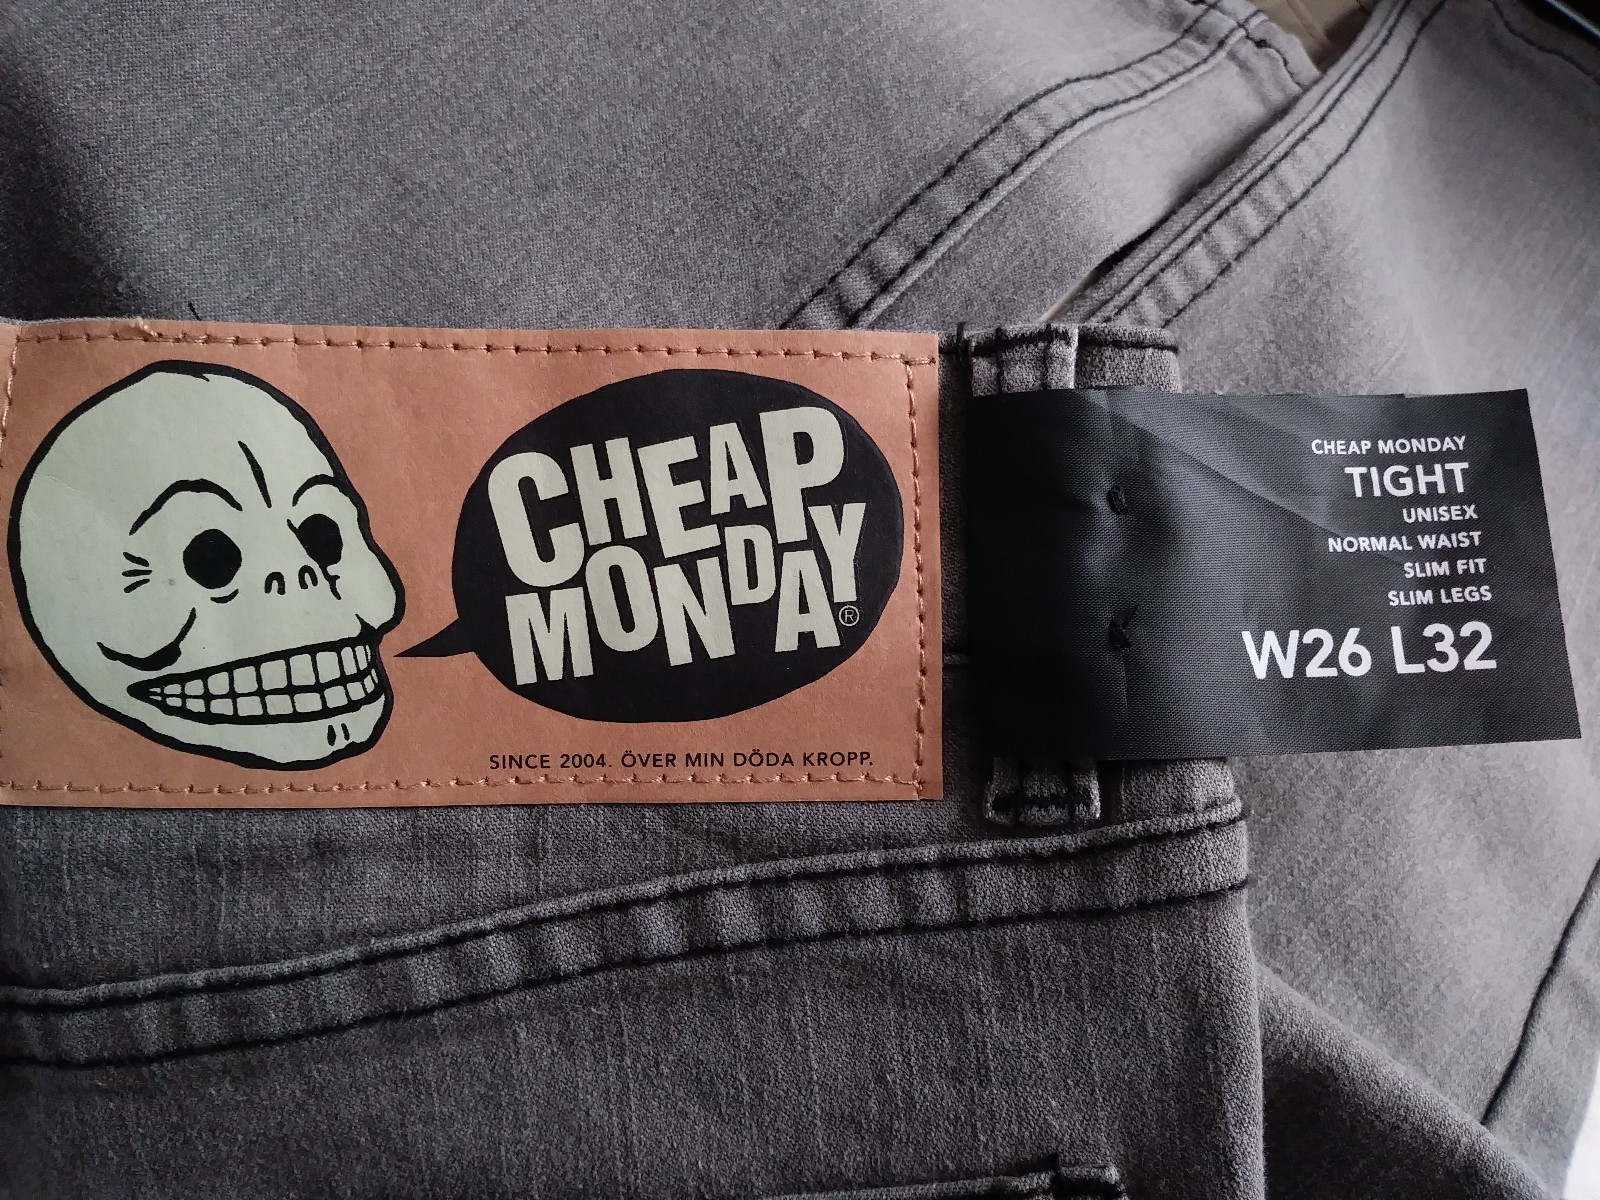 CHEAP
MONDAY®
SINCE 2004. ÖVER MIN DÖDA KROPP.
CHEAP MONDAY
TIGHT
UNISEX
NORMAL WAIST
SLIM FIT
SLIM LEGS
W26 L32